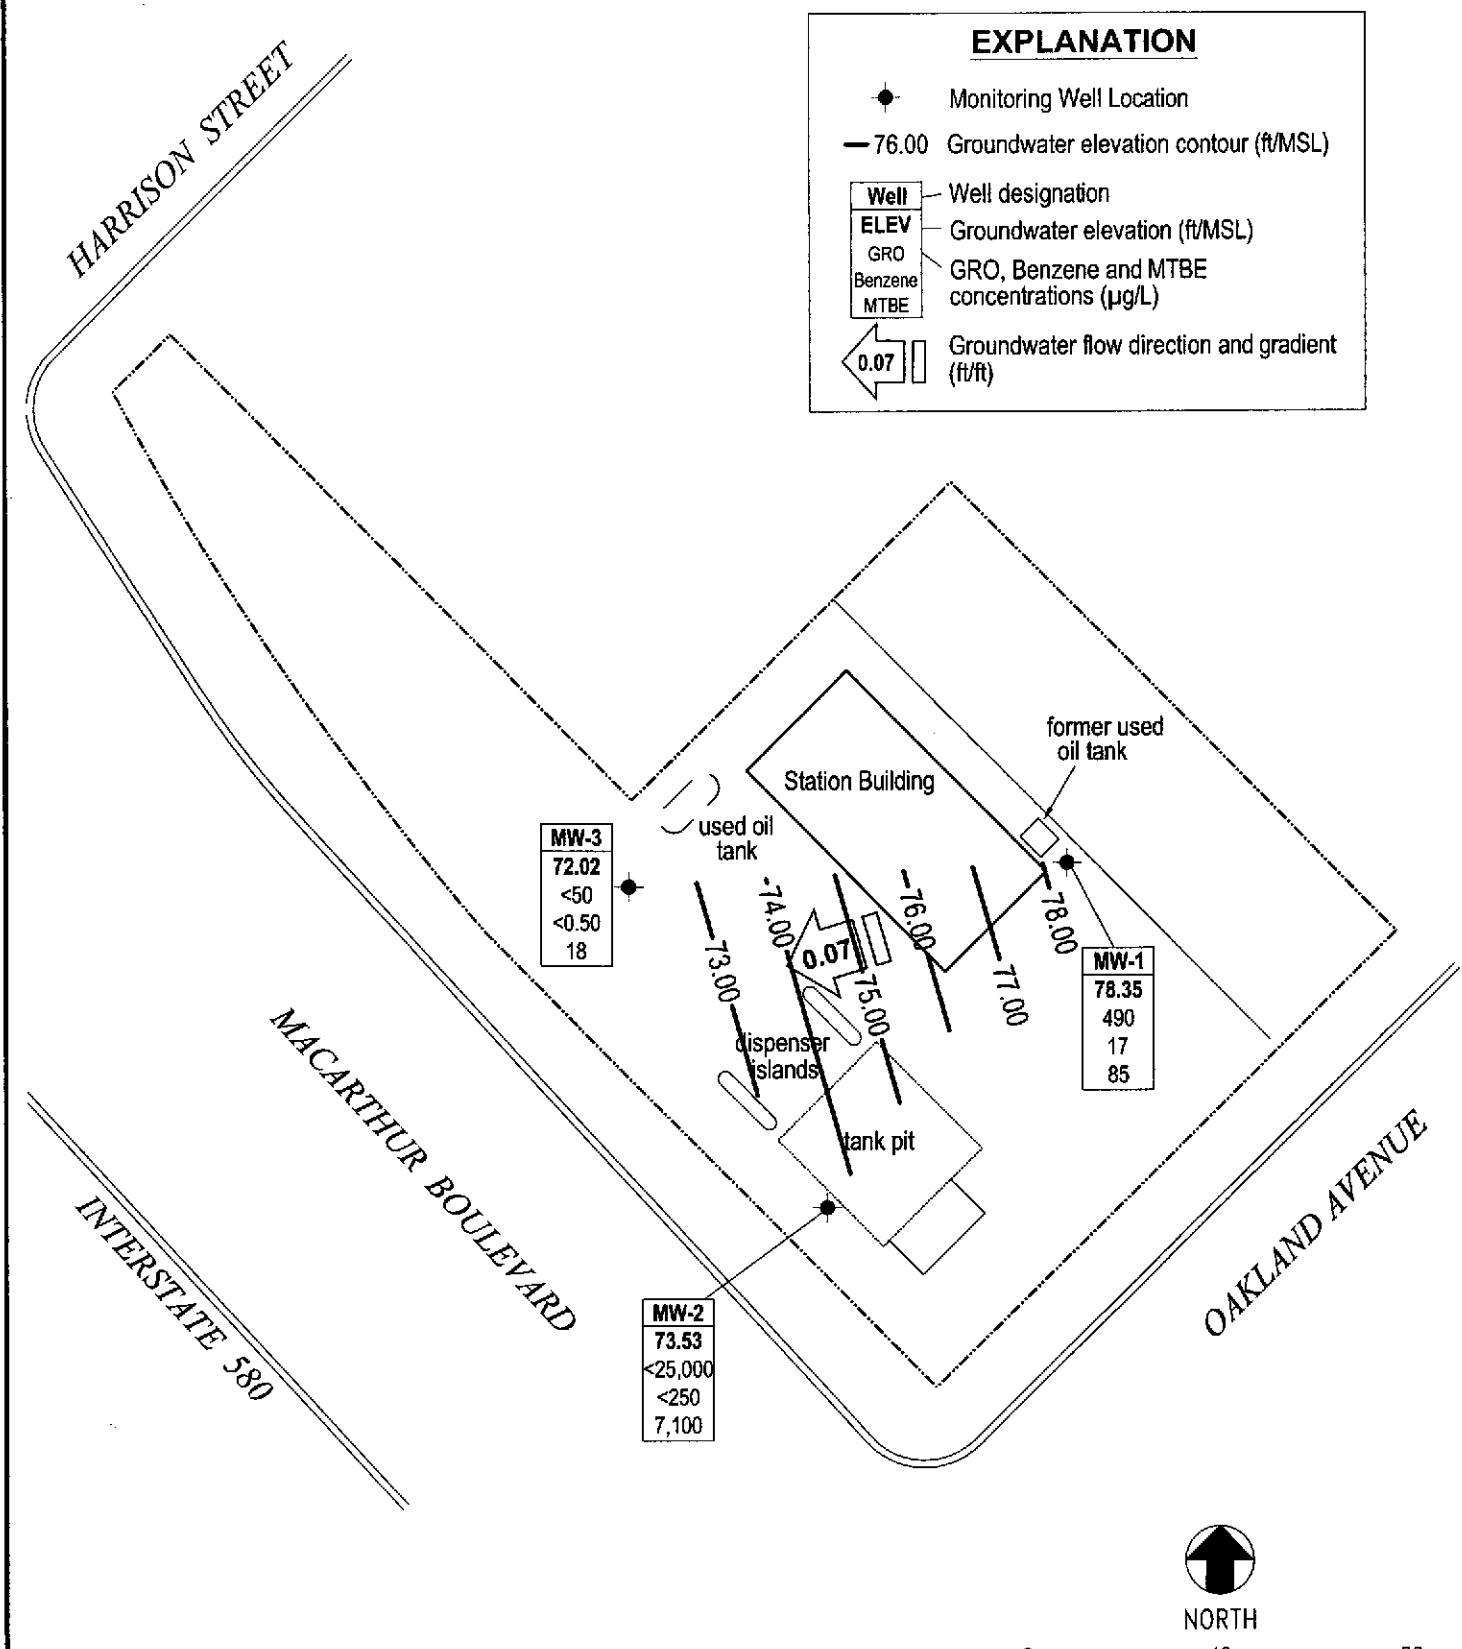 EXPLANATION
Monitoring Well Location
76.00 Groundwater elevation contour (ft/MSL)
Well Well designation
ELEV Groundwater elevation (ft/MSL)
GRO
Benzene
MTBE
GRO, Benzene and MTBE
concentrations (µg/L)
0.07
Groundwater flow direction and gradient
(ft/ft)
HARRISON STREET
former used
oil tank
Station Building
used oil
tank
MW-3
72.02
<50
<0.50
18
73.00
74.00
0.07
75.00
76.00
77.00
78.00
MW-1
78.35
490
17
85
dispenser
islands
tank pit
MACARTHUR BOULEVARD
INTERSTATE 580
OAKLAND AVENUE
MW-2
73.53
<25,000
<250
7,100
NORTH